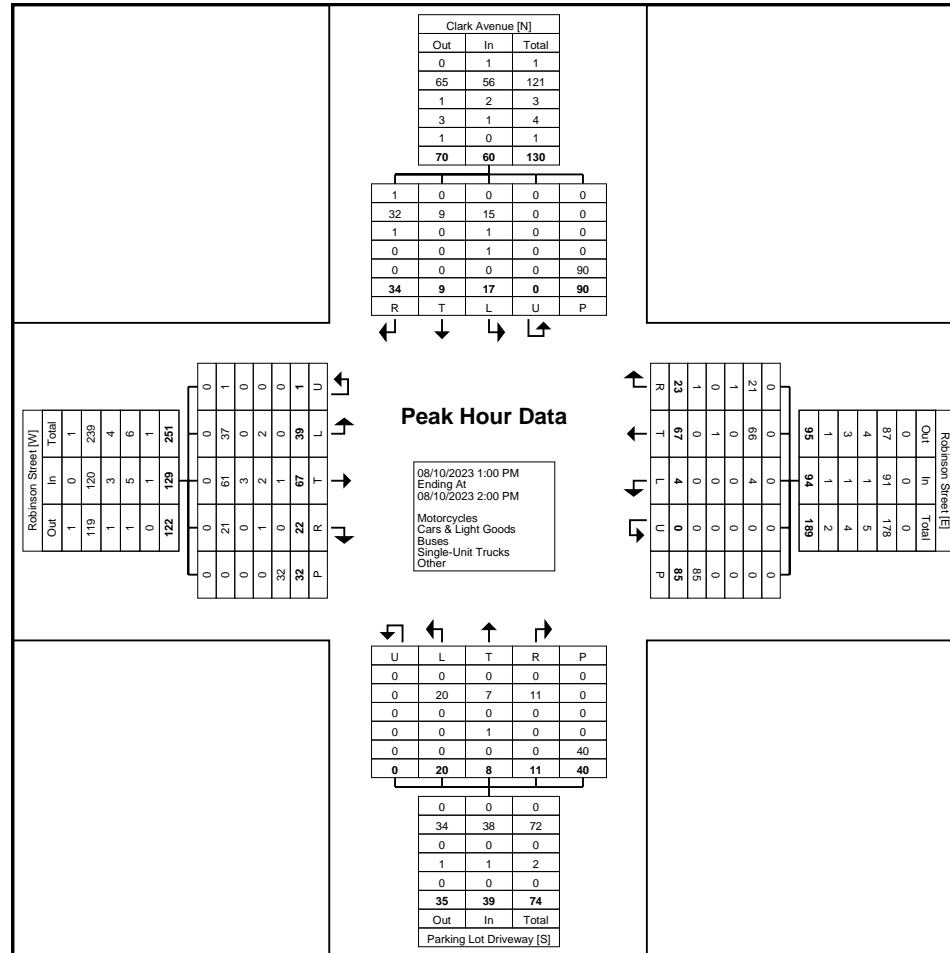 Clark Avenue [N]
Out In Total
0 1 1
65 56 121
1 2 3
3 1 4
1 0 1
70 60 130
1 0 0 0 0
32 9 15 0 0
1 0 1 0 0
0 0 1 0 0
0 0 0 0 90
34 9 17 0 90
R T L U P
Robinson Street [W]
Total 1 239 4 6 1 251
In 0 120 3 5 1 129
Out 1 119 1 1 0 122
0 1 0 0 0 1 U
0 37 0 2 0 39 L
0 61 3 2 1 67 T
0 21 0 1 0 22 R
0 0 0 0 32 32 P
Peak Hour Data
08/10/2023 1:00 PM
Ending At
08/10/2023 2:00 PM
Motorcycles
Cars & Light Goods
Buses
Single-Unit Trucks
Other
R 23 1 0 1 21 0
T 67 0 1 0 66 0
L 4 0 0 0 4 0
U 0 0 0 0 0 0
P 85 85 0 0 0 0
95 1 3 4 87 0 Out
94 1 1 1 91 0 In
189 2 4 5 178 0 Total
Robinson Street [E]
U L T R P
0 0 0 0 0
0 20 7 11 0
0 0 0 0 0
0 0 1 0 0
0 0 0 0 40
0 20 8 11 40
0 0 0
34 38 72
0 0 0
1 1 2
0 0 0
35 39 74
Out In Total
Parking Lot Driveway [S]